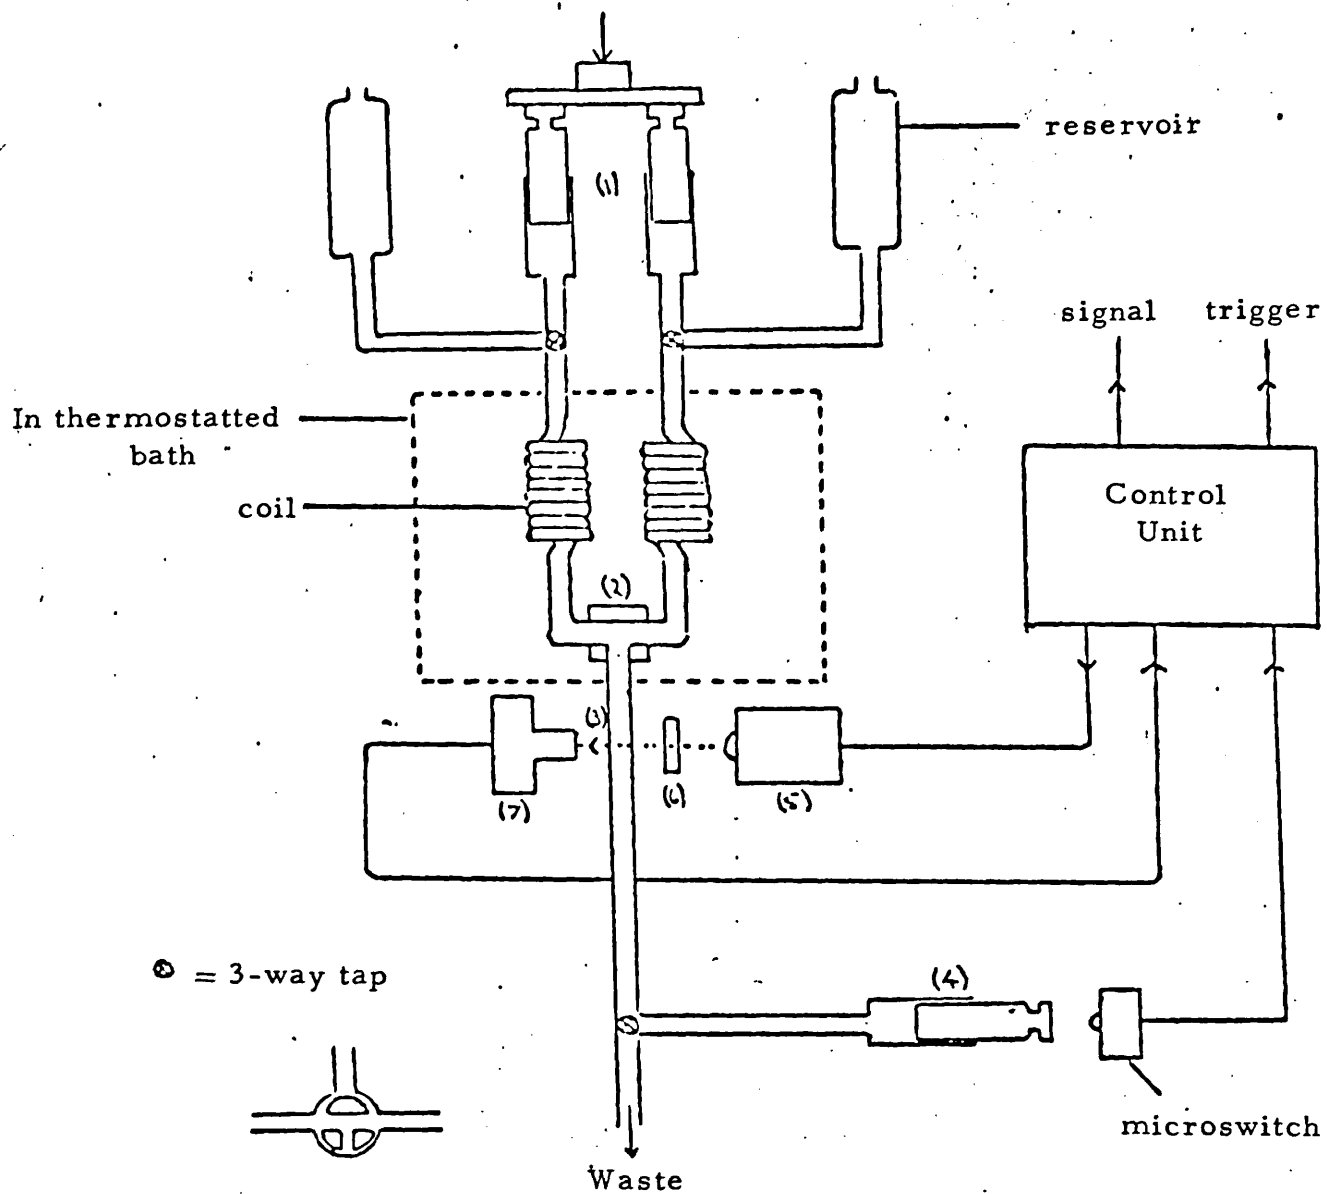 reservoir
(1)
signal
trigger
In thermostatted
bath
coil
Control
Unit
(2)
(3)
(7)
(6)
(5)
= 3-way tap
(4)
microswitch
Waste